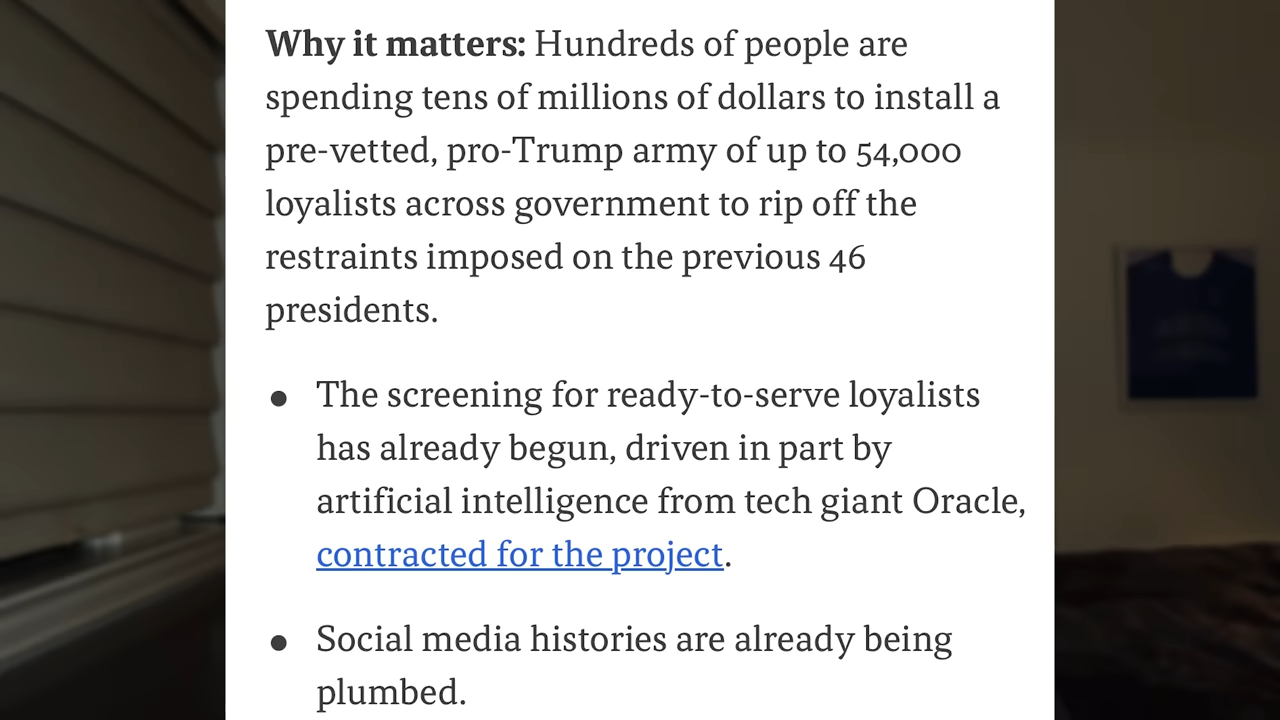 Why it matters: Hundreds of people are
spending tens of millions of dollars to install a
pre-vetted, pro-Trump army of up to 54,000
loyalists across government to rip off the
restraints imposed on the previous 46
presidents.
● The screening for ready-to-serve loyalists
has already begun, driven in part by
artificial intelligence from tech giant Oracle,
contracted for the project.
● Social media histories are already being
plumbed.